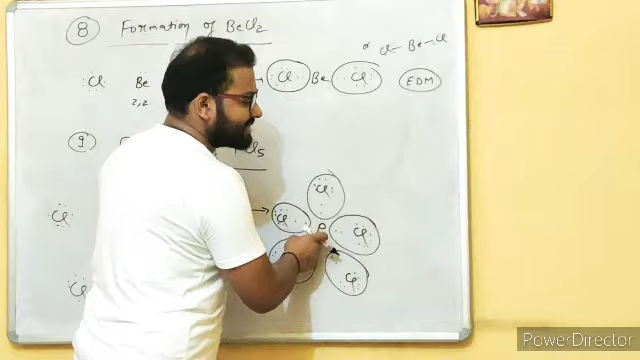 8 Formation of BeCl2
or Cl- Be -Cl
Cl Be Cl Be Cl EDM
2,2
9 Cl5
Cl
Cl Cl
P Cl
Cl
Cl
PowerDirector